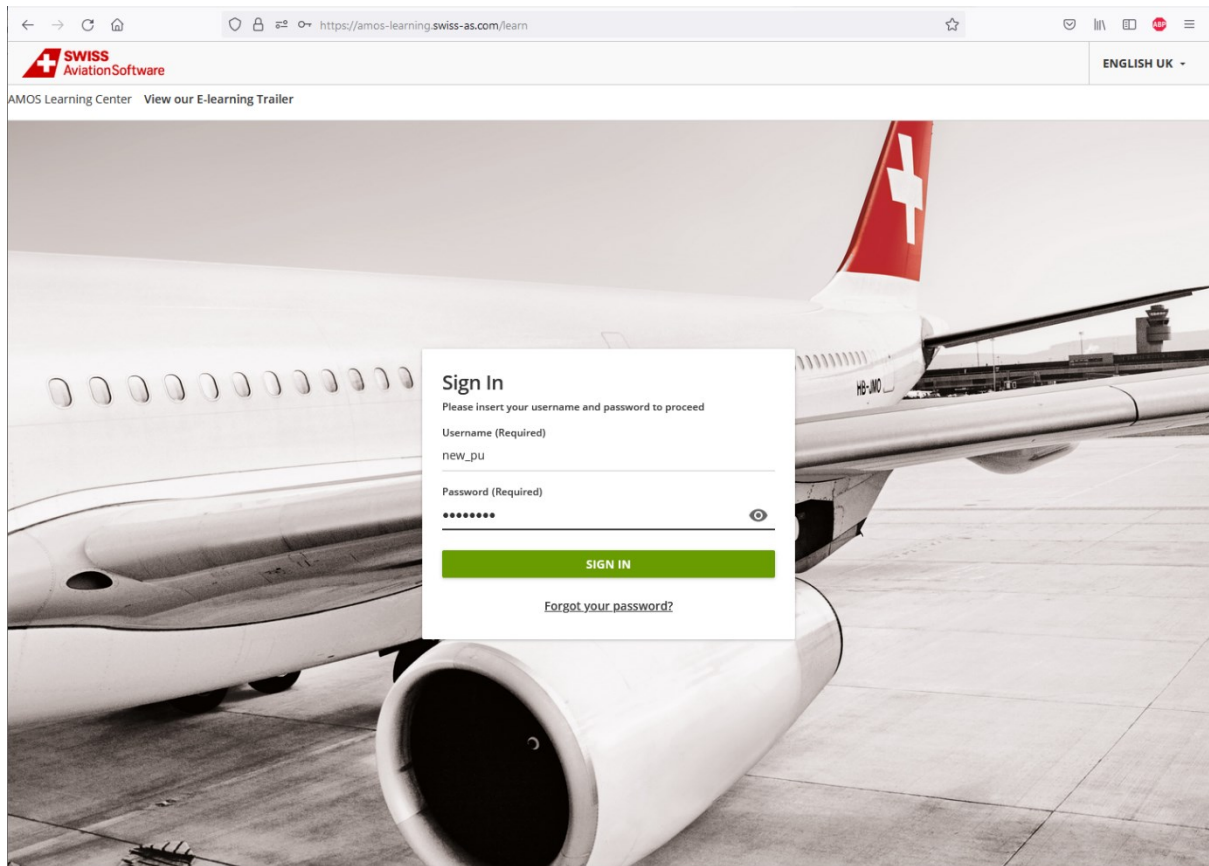 https://amos-learning.swiss-as.com/learn
ABP
SWISS
AviationSoftware
ENGLISH UK
AMOS Learning Center View our E-learning Trailer
HB-JMO
Sign In
Please insert your username and password to proceed
Username (Required)
new_pu
Password (Required)
••••••••
SIGN IN
Forgot your password?